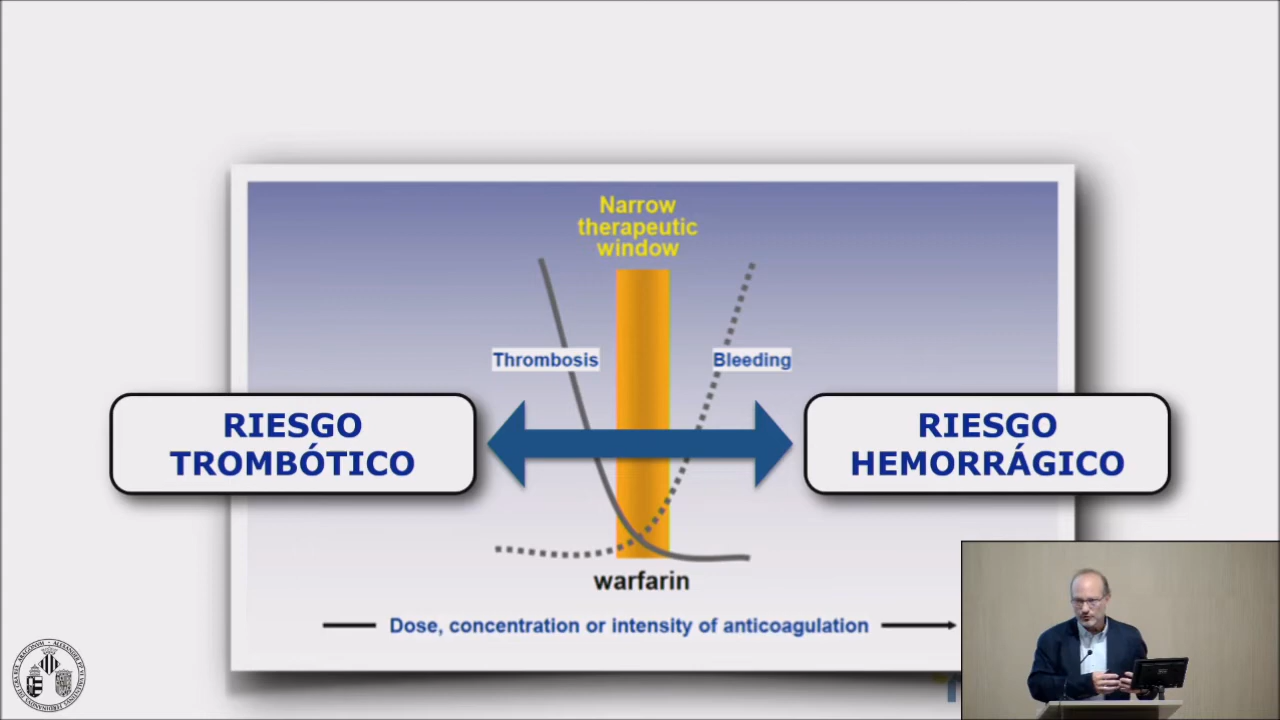 Narrow
therapeutic
window
Thrombosis
Bleeding
RIESGO
TROMBÓTICO
RIESGO
HEMORRÁGICO
warfarin
Dose, concentration or intensity of anticoagulation